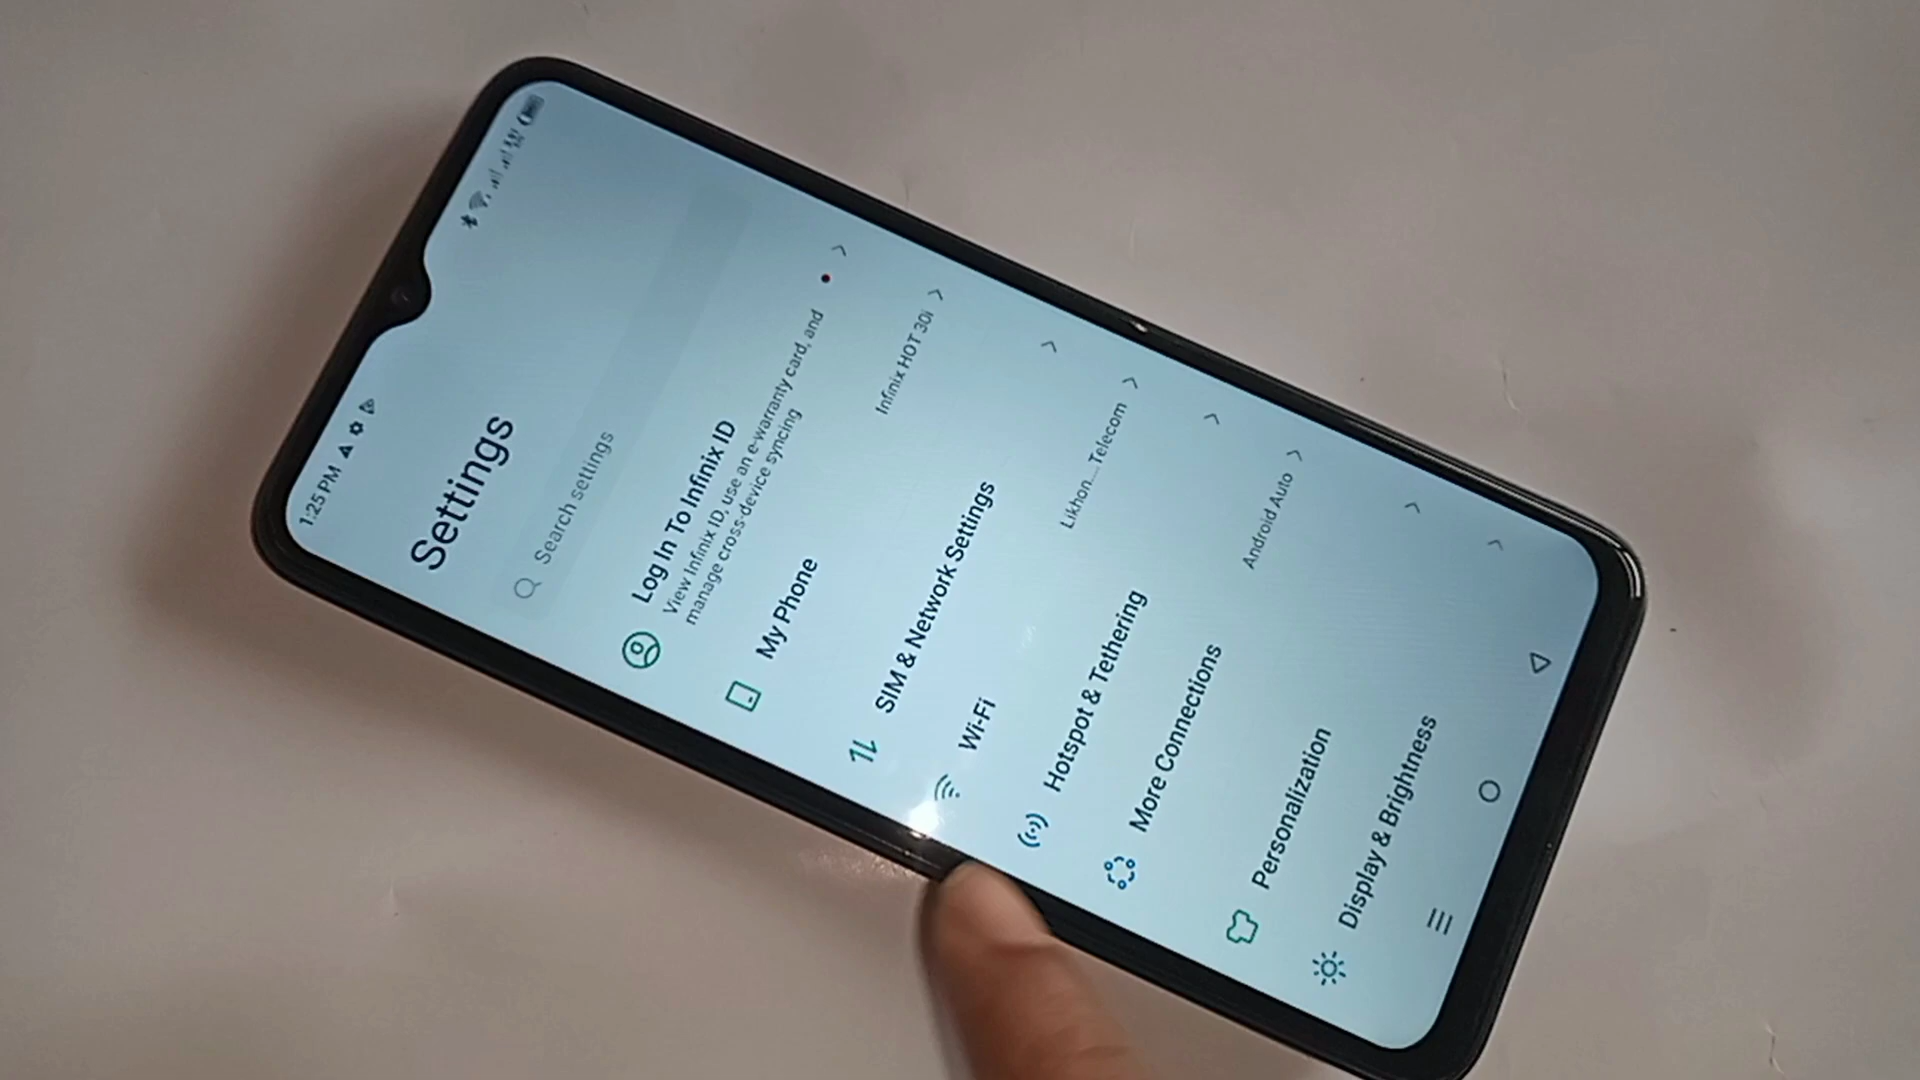 1:25 PM
Settings
Search settings
Log In To Infinix ID
View Infinix ID, use an e-warranty card, and
manage cross-device syncing
My Phone
Infinix HOT 30i
SIM & Network Settings
Wi-Fi
Likhon....Telecom
Hotspot & Tethering
More Connections
Android Auto
Personalization
Display & Brightness